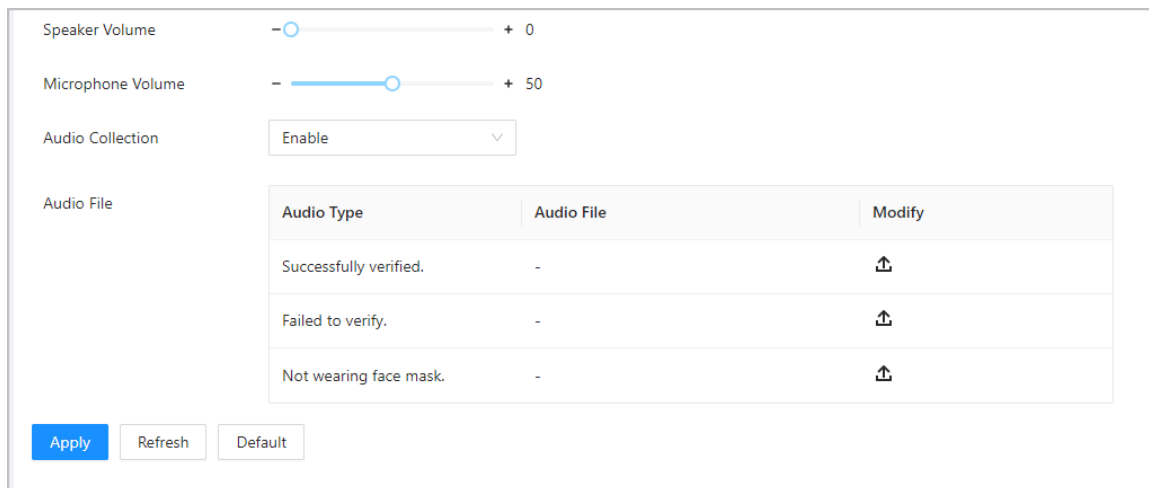 Speaker Volume - + 0
Microphone Volume - + 50
Audio Collection Enable
Audio File
Audio Type Audio File Modify
Successfully verified. -
Failed to verify. -
Not wearing face mask. -
Apply Refresh Default